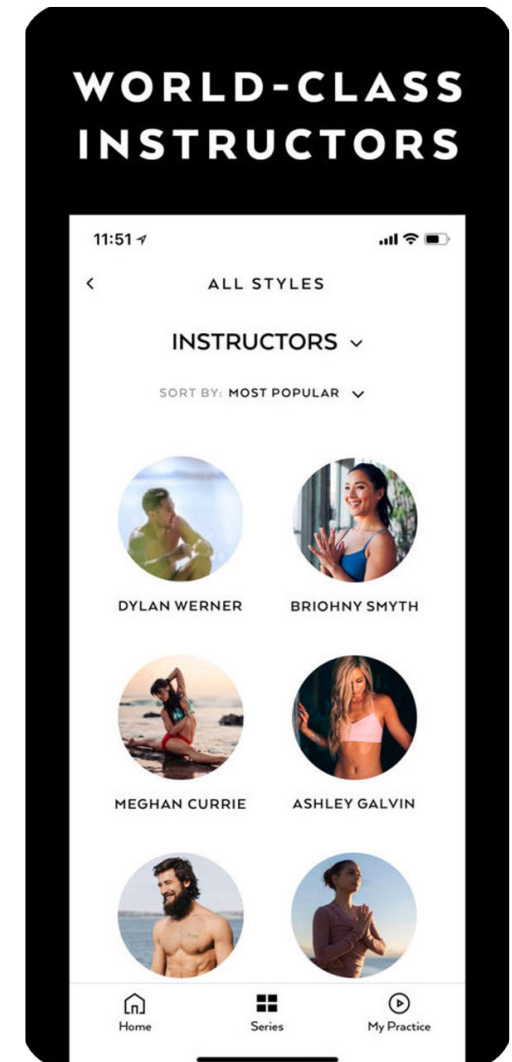 WORLD-CLASS
INSTRUCTORS
11:51
ALL STYLES
INSTRUCTORS
SORT BY: MOST POPULAR
DYLAN WERNER
BRIOHNY SMYTH
MEGHAN CURRIE
ASHLEY GALVIN
Home
Series
My Practice